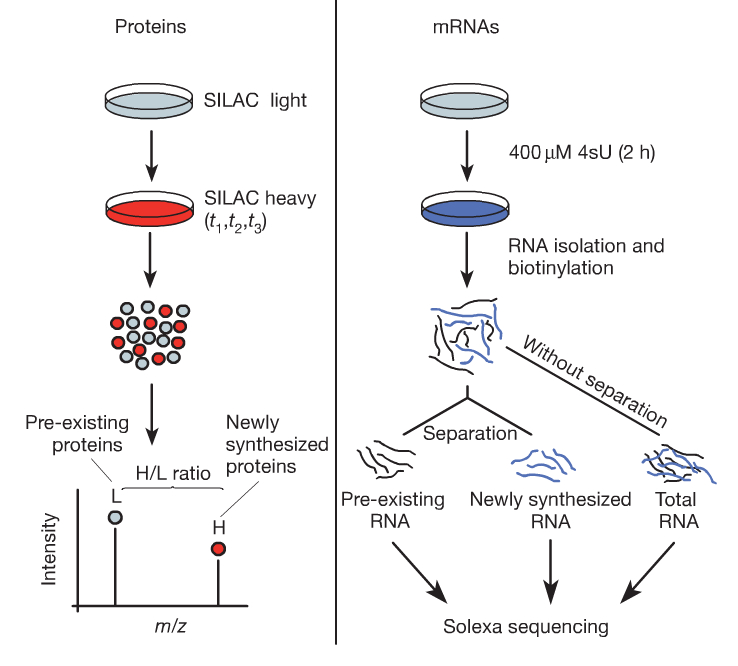 Proteins
SILAC light
SILAC heavy
(t1,t2,t3)
Pre-existing
proteins
Newly
synthesized
proteins
H/L ratio
L
H
Intensity
m/z
mRNAs
400 µM 4sU (2 h)
RNA isolation and
biotinylation
Without separation
Separation
Pre-existing
RNA
Newly synthesized
RNA
Total
RNA
Solexa sequencing